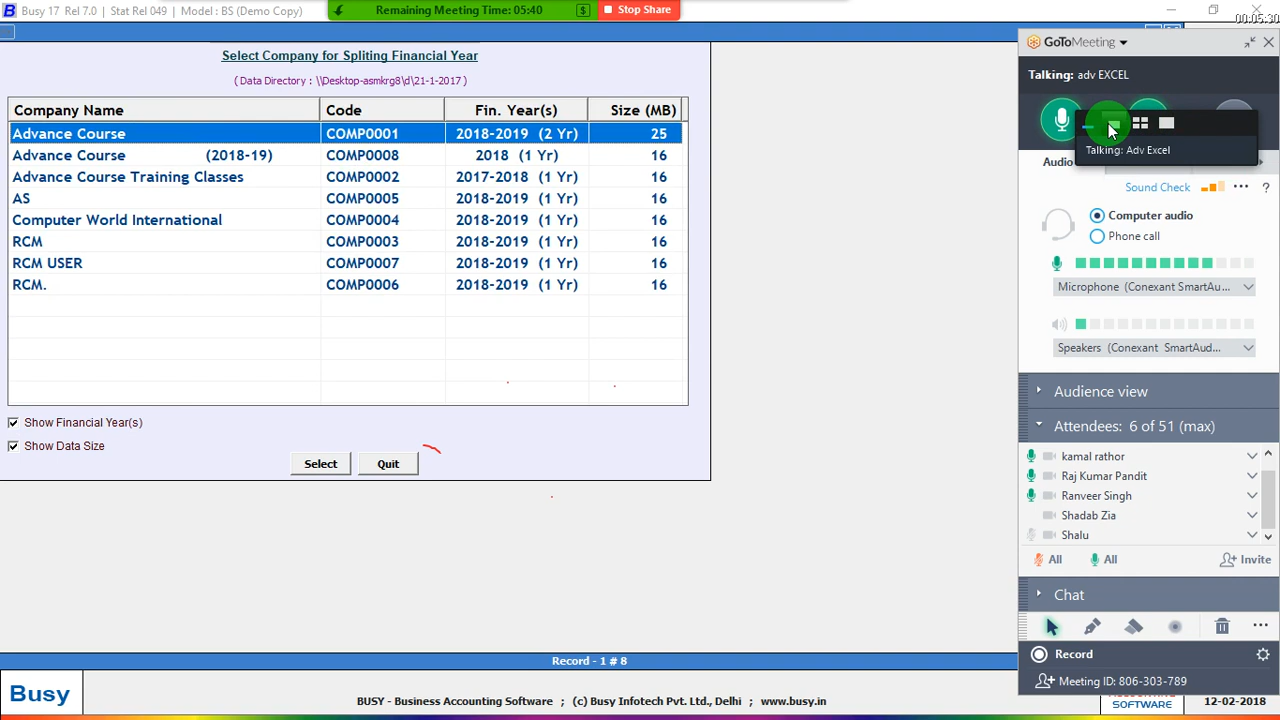 Busy 17 Rel 7.0 | Stat Rel 049 | Model : BS (Demo Copy)
Remaining Meeting Time: 05:40
$
Stop Share
00:05:30
Select Company for Spliting Financial Year
( Data Directory : \\Desktop-asmkrg8\d\21-1-2017 )
Company Name Code Fin. Year(s) Size (MB)
Advance Course COMP0001 2018-2019 (2 Yr) 25
Advance Course (2018-19) COMP0008 2018 (1 Yr) 16
Advance Course Training Classes COMP0002 2017-2018 (1 Yr) 16
AS COMP0005 2018-2019 (1 Yr) 16
Computer World International COMP0004 2018-2019 (1 Yr) 16
RCM COMP0003 2018-2019 (1 Yr) 16
RCM USER COMP0007 2018-2019 (1 Yr) 16
RCM. COMP0006 2018-2019 (1 Yr) 16
Show Financial Year(s)
Show Data Size
Select Quit
GoToMeeting
Talking: adv EXCEL
Talking: Adv Excel
Audio
Sound Check
?
Computer audio
Phone call
Microphone (Conexant SmartAu...
Speakers (Conexant SmartAud...
Audience view
Attendees: 6 of 51 (max)
kamal rathor
Raj Kumar Pandit
Ranveer Singh
Shadab Zia
Shalu
All All Invite
Chat
Record
Meeting ID: 806-303-789
Record - 1 # 8
Busy
BUSY - Business Accounting Software ; (c) Busy Infotech Pvt. Ltd., Delhi ; www.busy.in
SOFTWARE
12-02-2018